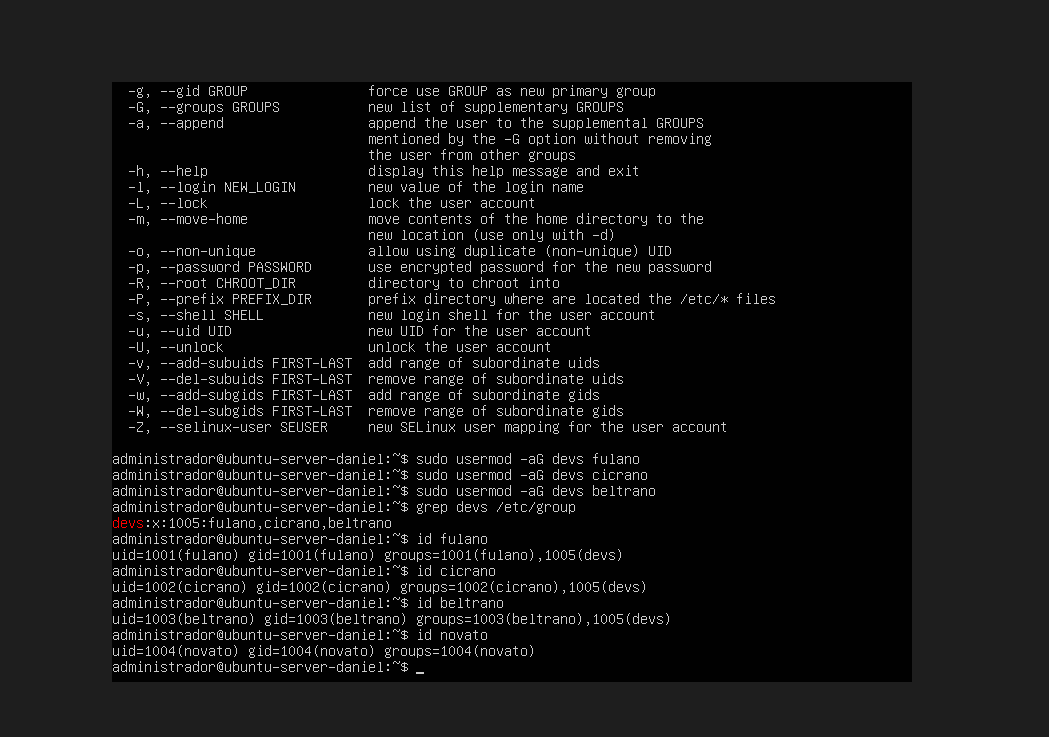 -g, --gid GROUP force use GROUP as new primary group
-G, --groups GROUPS new list of supplementary GROUPS
-a, --append append the user to the supplemental GROUPS
mentioned by the -G option without removing
the user from other groups
-h, --help display this help message and exit
-l, --login NEW_LOGIN new value of the login name
-L, --lock lock the user account
-m, --move-home move contents of the home directory to the
new location (use only with -d)
-o, --non-unique allow using duplicate (non-unique) UID
-p, --password PASSWORD use encrypted password for the new password
-R, --root CHROOT_DIR directory to chroot into
-P, --prefix PREFIX_DIR prefix directory where are located the /etc/* files
-s, --shell SHELL new login shell for the user account
-u, --uid UID new UID for the user account
-U, --unlock unlock the user account
-v, --add-subuids FIRST-LAST add range of subordinate uids
-V, --del-subuids FIRST-LAST remove range of subordinate uids
-w, --add-subgids FIRST-LAST add range of subordinate gids
-W, --del-subgids FIRST-LAST remove range of subordinate gids
-Z, --selinux-user SEUSER new SELinux user mapping for the user account
administrador@ubuntu-server-daniel:~$ sudo usermod -aG devs fulano
administrador@ubuntu-server-daniel:~$ sudo usermod -aG devs cicrano
administrador@ubuntu-server-daniel:~$ sudo usermod -aG devs beltrano
administrador@ubuntu-server-daniel:~$ grep devs /etc/group
devs:x:1005:fulano,cicrano,beltrano
administrador@ubuntu-server-daniel:~$ id fulano
uid=1001(fulano) gid=1001(fulano) groups=1001(fulano),1005(devs)
administrador@ubuntu-server-daniel:~$ id cicrano
uid=1002(cicrano) gid=1002(cicrano) groups=1002(cicrano),1005(devs)
administrador@ubuntu-server-daniel:~$ id beltrano
uid=1003(beltrano) gid=1003(beltrano) groups=1003(beltrano),1005(devs)
administrador@ubuntu-server-daniel:~$ id novato
uid=1004(novato) gid=1004(novato) groups=1004(novato)
administrador@ubuntu-server-daniel:~$ _